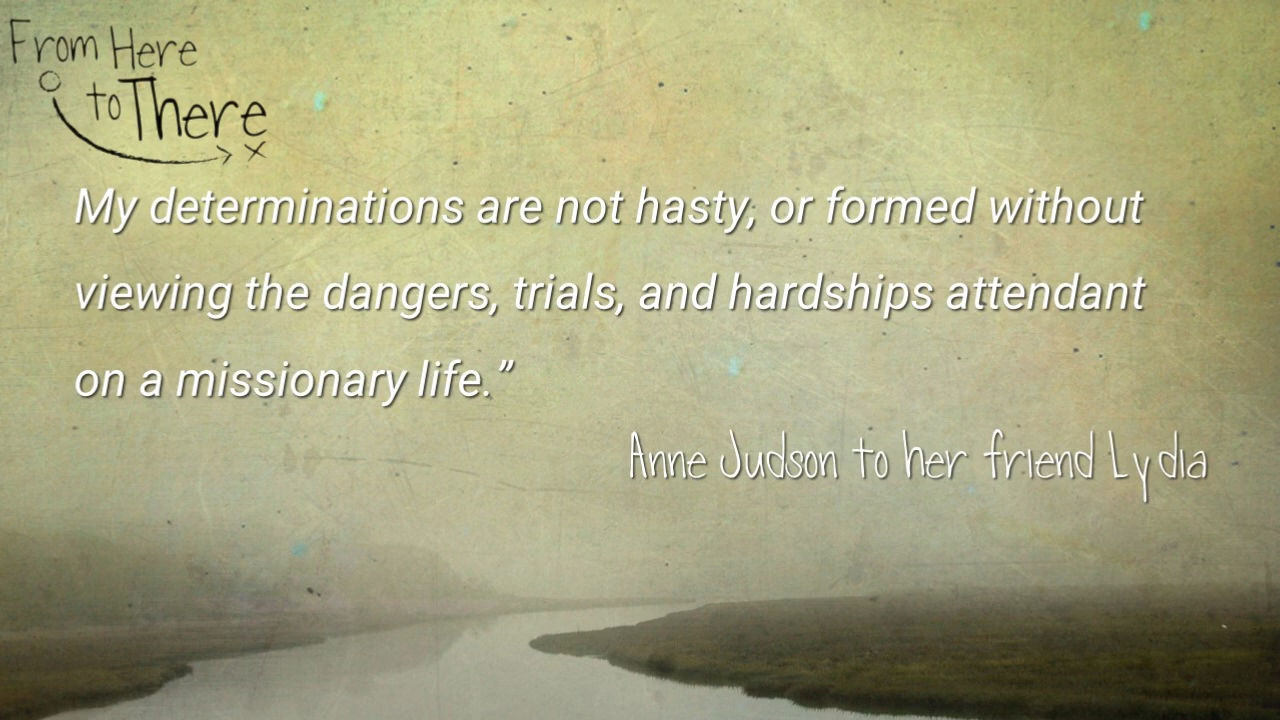 From Here
to There
x
My determinations are not hasty, or formed without
viewing the dangers, trials, and hardships attendant
on a missionary life.”
Anne Judson to her friend Lydia